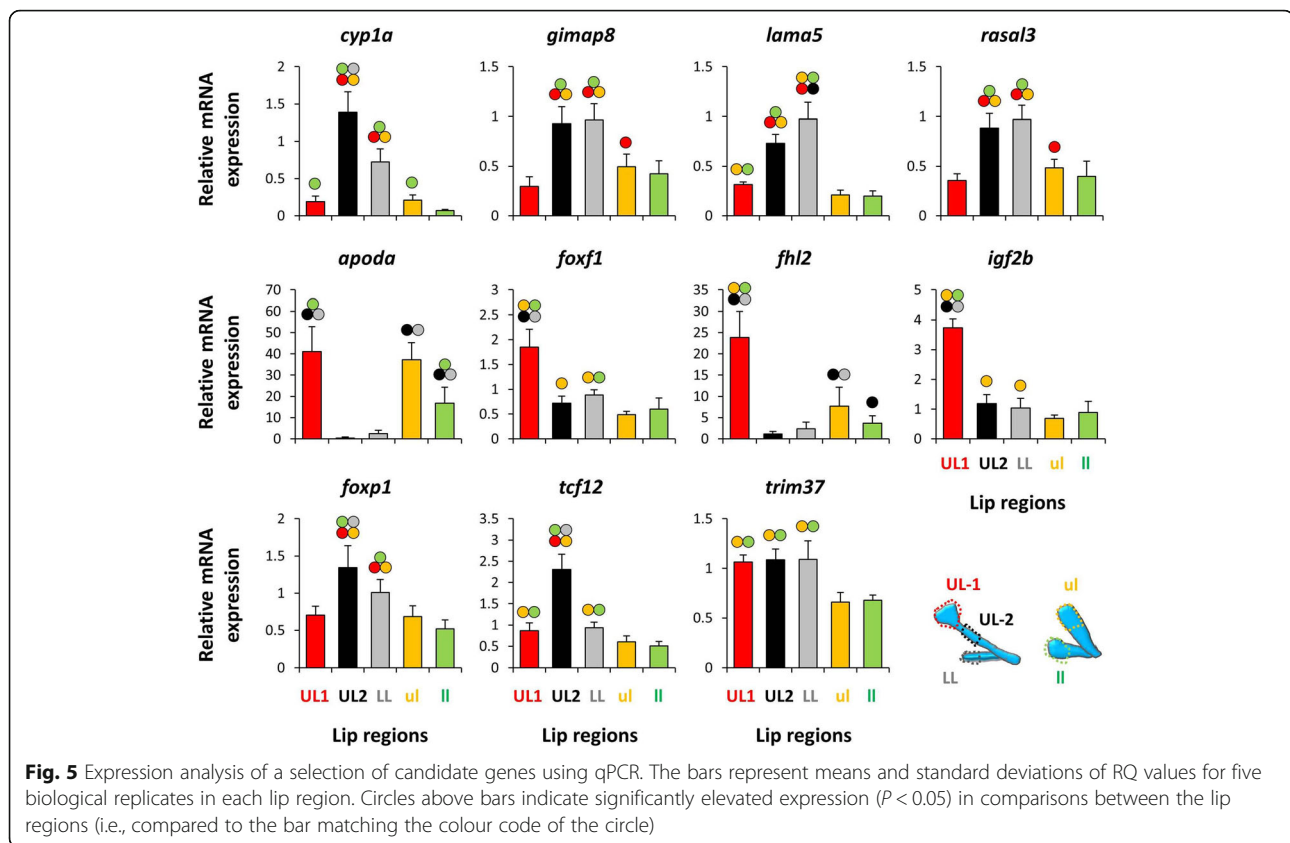 cyp1a gimap8 lama5 rasal3
Relative mRNA
expression
2
1.5
1
0.5
0
1.5
1
0.5
0
1.5
1
0.5
0
1.5
1
0.5
0
apoda foxf1 fhl2 igf2b
Relative mRNA
expression
70
60
50
40
30
20
10
0
3
2.5
2
1.5
1
0.5
0
35
30
25
20
15
10
5
0
5
4
3
2
1
0
UL1 UL2 LL ul ll
Lip regions
foxp1 tcf12 trim37
Relative mRNA
expression
2
1.5
1
0.5
0
3.5
3
2.5
2
1.5
1
0.5
0
1.5
1
0.5
0
UL1 UL2 LL ul ll
UL1 UL2 LL ul ll
UL1 UL2 LL ul ll
Lip regions
Lip regions
Lip regions
UL-1
UL-2
LL
ul
ll
Fig. 5 Expression analysis of a selection of candidate genes using qPCR. The bars represent means and standard deviations of RQ values for five
biological replicates in each lip region. Circles above bars indicate significantly elevated expression (P < 0.05) in comparisons between the lip
regions (i.e., compared to the bar matching the colour code of the circle)